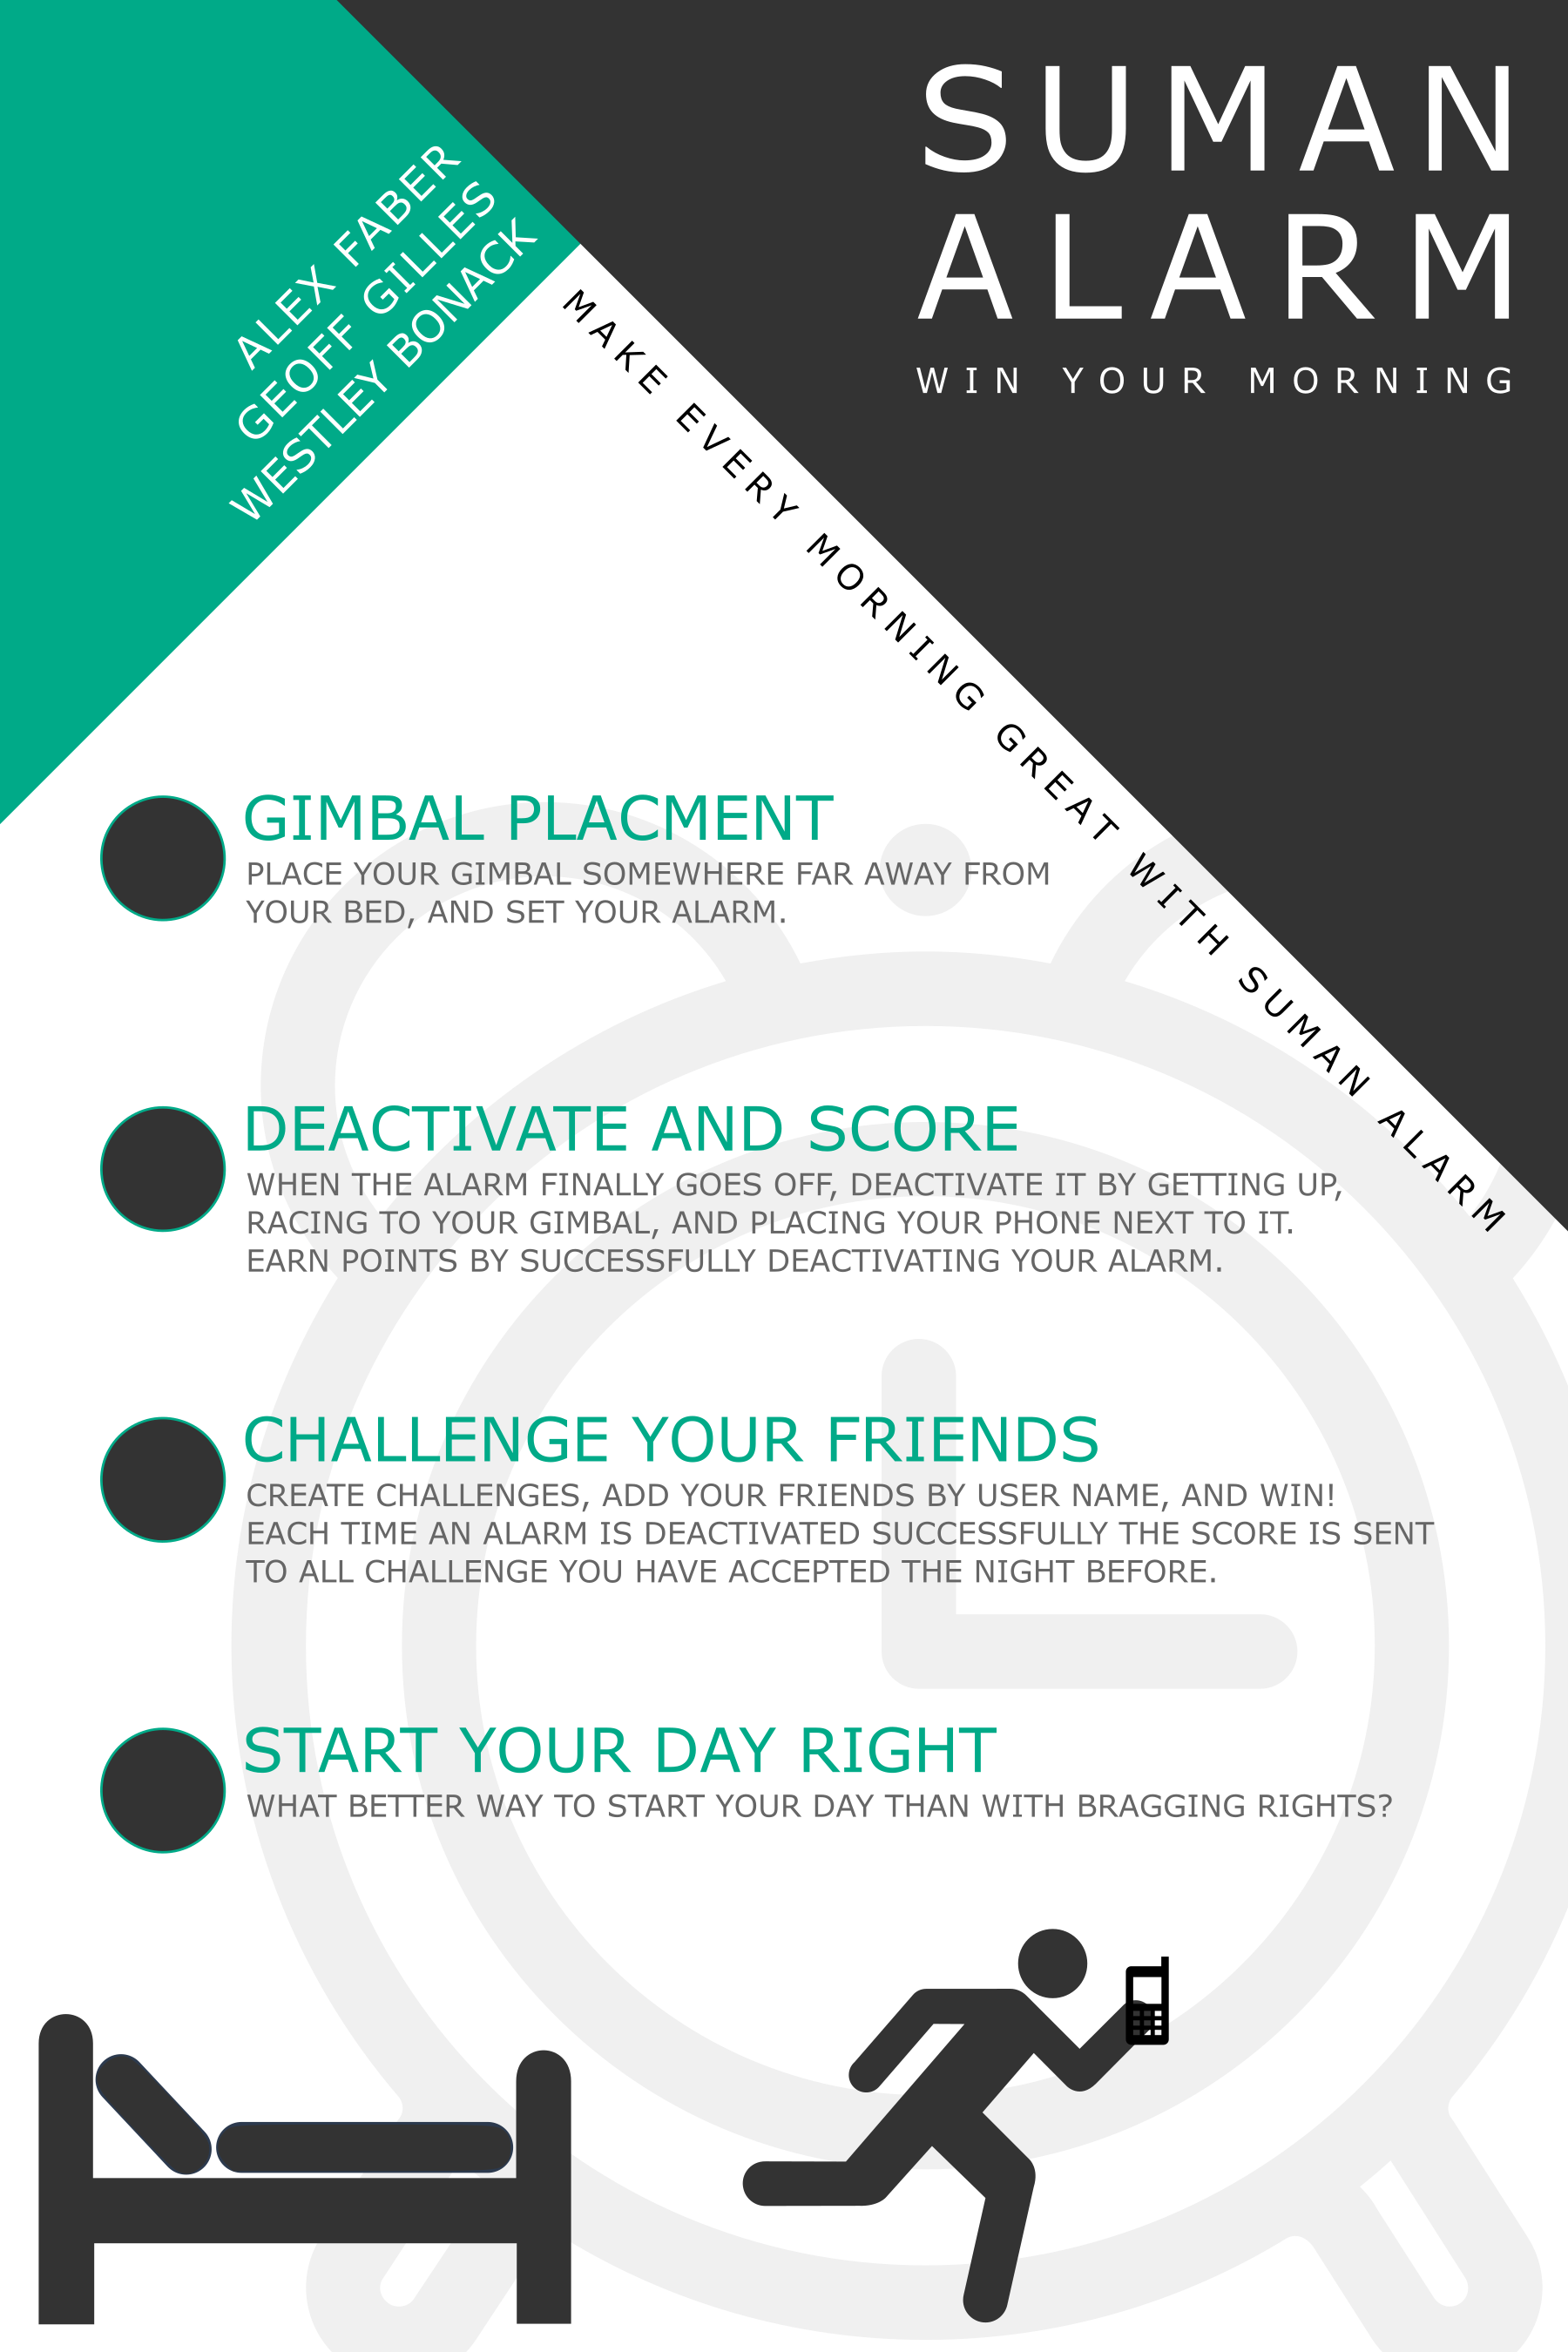 SUMAN
ALARM
WIN YOUR MORNING
ALEX FABER
GEOFF GILLES
WESTLEY BONACK
MAKE EVERY MORNING GREAT WITH SUMAN ALARM
GIMBAL PLACMENT
PLACE YOUR GIMBAL SOMEWHERE FAR AWAY FROM
YOUR BED, AND SET YOUR ALARM.
DEACTIVATE AND SCORE
WHEN THE ALARM FINALLY GOES OFF, DEACTIVATE IT BY GETTING UP,
RACING TO YOUR GIMBAL, AND PLACING YOUR PHONE NEXT TO IT.
EARN POINTS BY SUCCESSFULLY DEACTIVATING YOUR ALARM.
CHALLENGE YOUR FRIENDS
CREATE CHALLENGES, ADD YOUR FRIENDS BY USER NAME, AND WIN!
EACH TIME AN ALARM IS DEACTIVATED SUCCESSFULLY THE SCORE IS SENT
TO ALL CHALLENGE YOU HAVE ACCEPTED THE NIGHT BEFORE.
START YOUR DAY RIGHT
WHAT BETTER WAY TO START YOUR DAY THAN WITH BRAGGING RIGHTS?